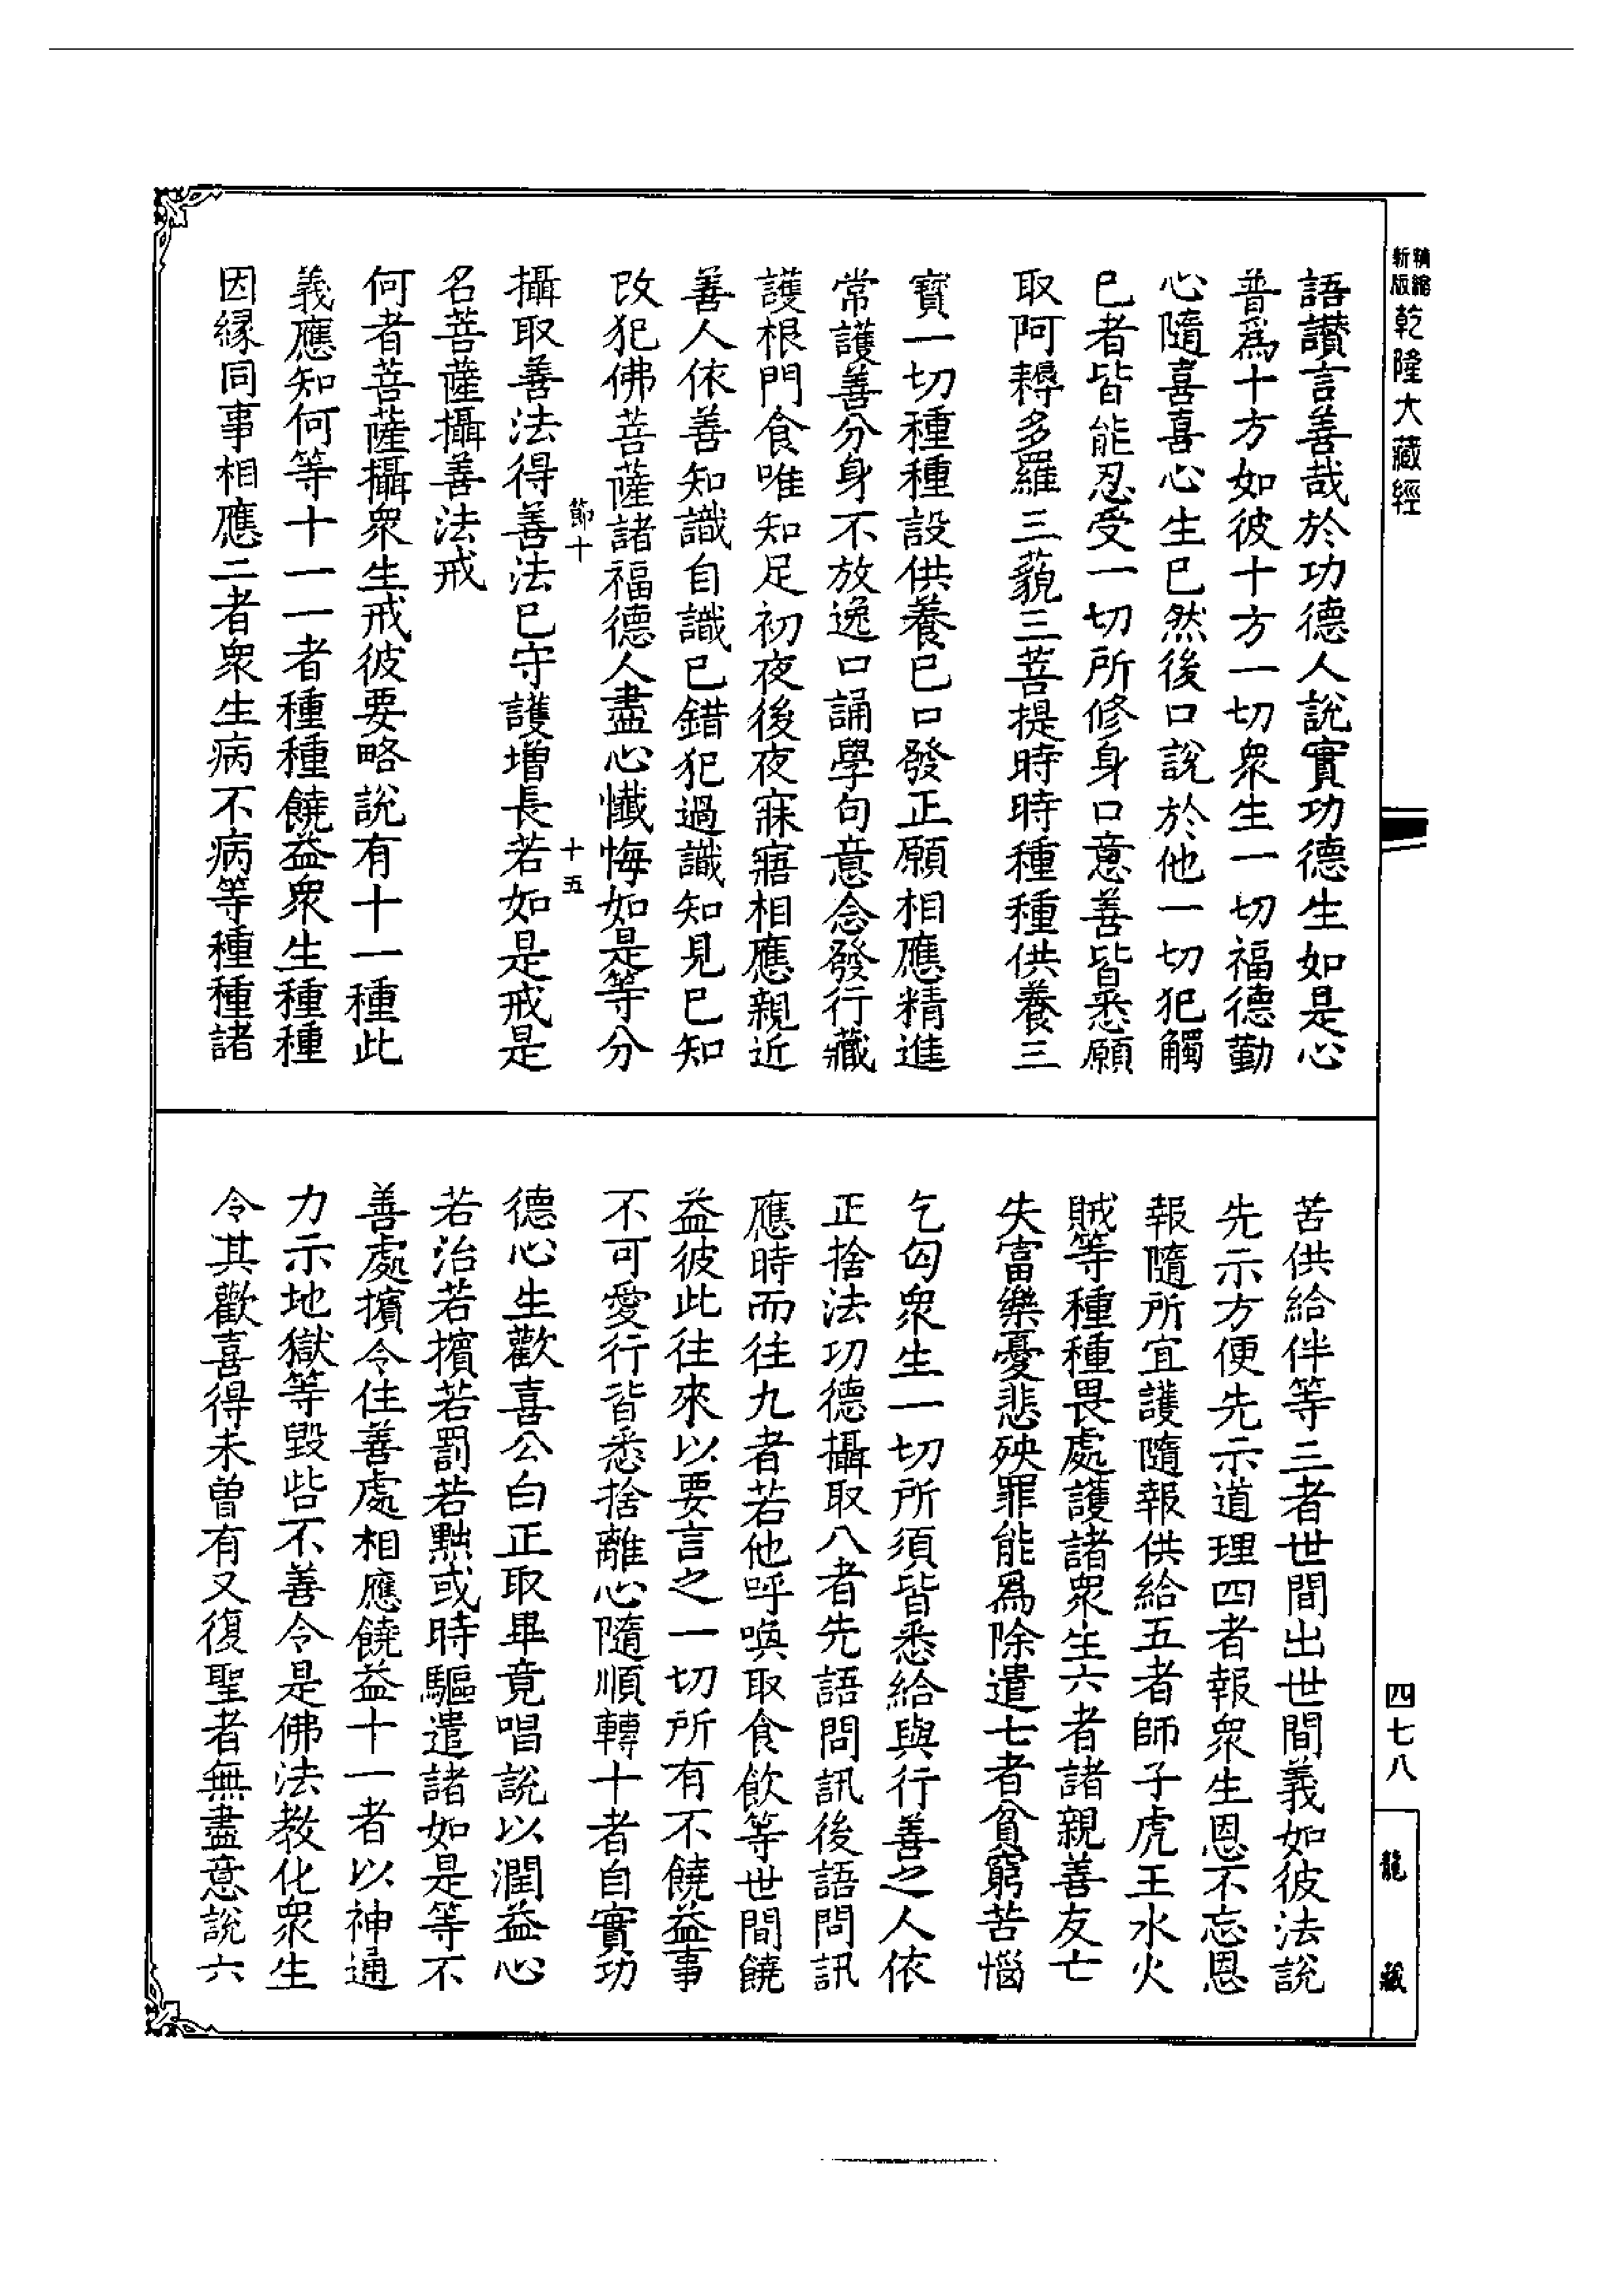 新版精縮乾隆大藏經
語讚言善哉於功德人說實功德生如是心
普爲十方如彼十方一切衆生一切福德勤
心隨喜喜心生已然後口說於他一切犯觸
已者皆能忍受一切所修身口意善皆悉願
取阿耨多羅三藐三菩提時時種種供養三
寶一切種種設供養已口發正願相應精進
常護善分身不放逸口誦學句意念發行藏
護根門食唯知足初夜後夜寐寤相應親近
善人依善知識自識已錯犯過識知見已知
改犯佛菩薩諸福德人盡心懺悔如是等分
節十 十五
攝取善法得善法已守護增長若如是戒是
名菩薩攝善法戒
何者菩薩攝衆生戒彼要略說有十一種此
義應知何等十一一者種種饒益衆生種種
因緣同事相應二者衆生病不病等種種諸
苦供給伴等三者世間出世間義如彼法說
先示方便先示道理四者報衆生恩不忘恩
報隨所宜護隨報供給五者師子虎王水火
賊等種種畏處護諸衆生六者諸親善友亡
失富樂憂悲殃罪能爲除遣七者貧窮苦惱
乞匃衆生一切所須皆悉給與行善之人依
正捨法功德攝取八者先語問訊後語問訊
應時而往九者若他呼喚取食飲等世間饒
益彼此往來以要言之一切所有不饒益事
不可愛行皆悉捨離心隨順轉十者自實功
德心生歡喜公白正取畢竟唱說以潤益心
若治若擯若罰若黜或時驅遣諸如是等不
善處擯令住善處相應饒益十一者以神通
力示地獄等毀呰不善令是佛法教化衆生
令其歡喜得未曾有又復聖者無盡意說六
四七八
龍藏